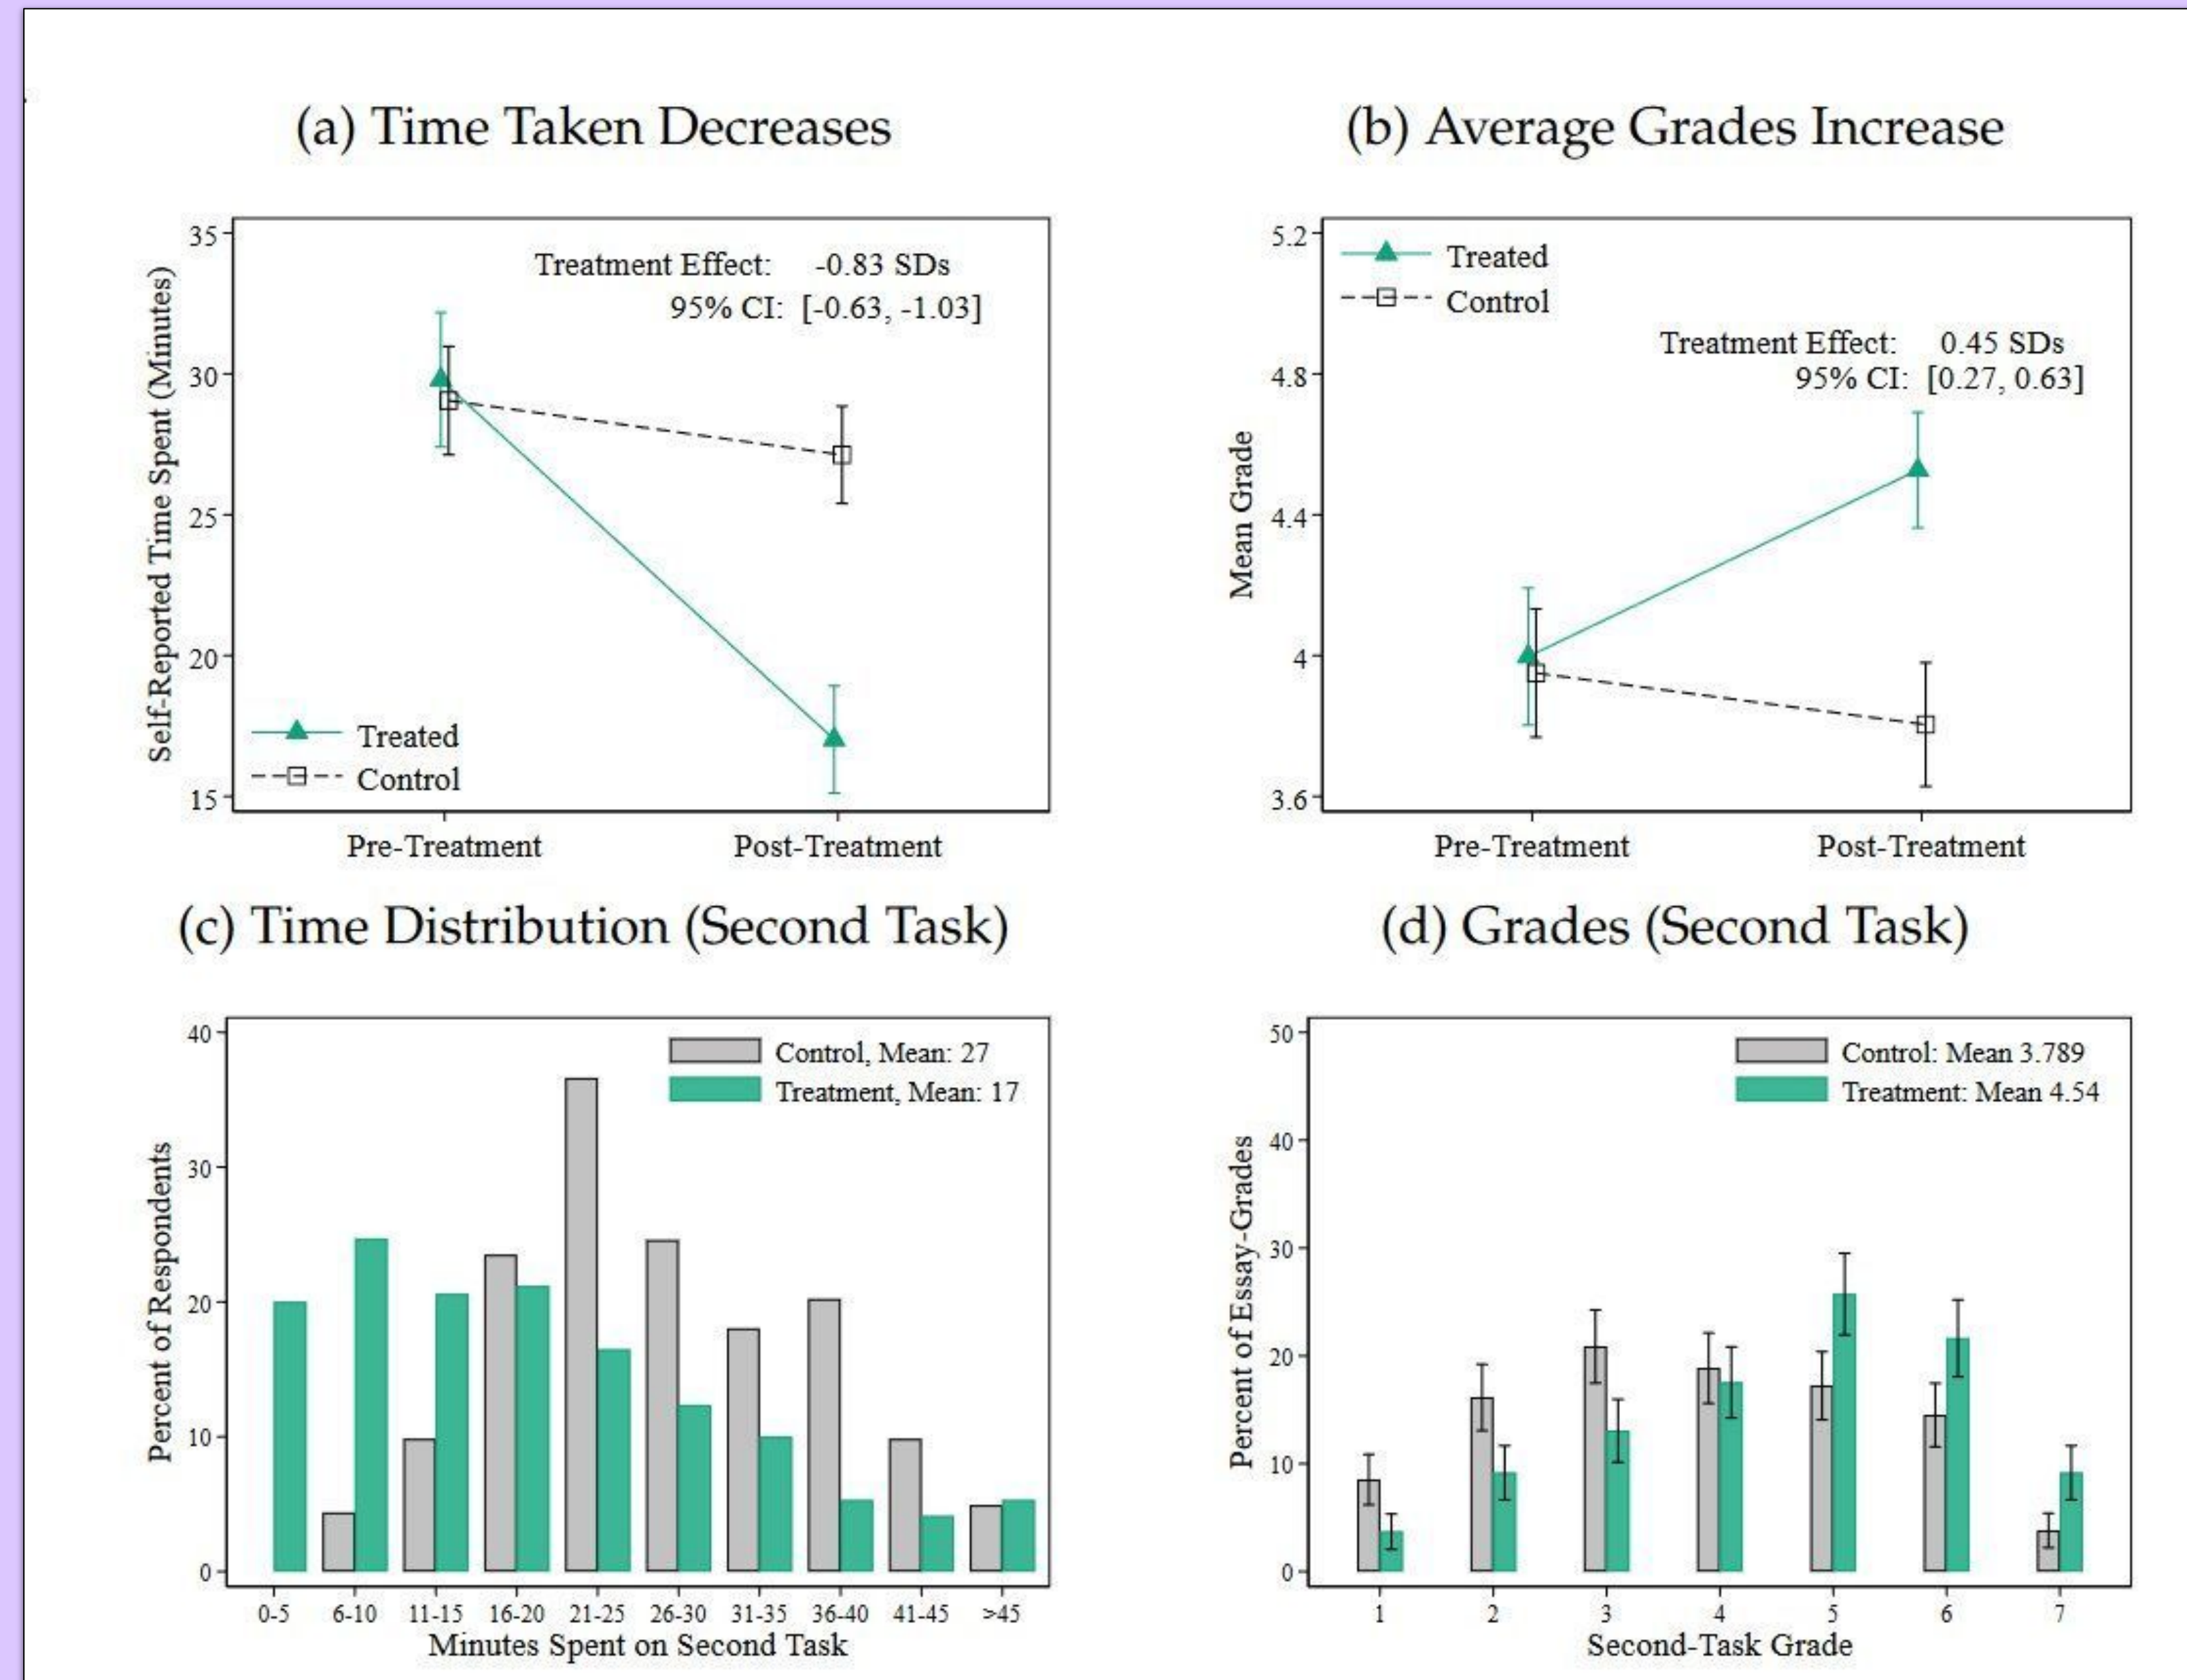 (a) Time Taken Decreases
Self-Reported Time Spent (Minutes)
35
30
25
20
15
Treatment Effect: -0.83 SDs
95% CI: [-0.63, -1.03]
Treated
Control
Pre-Treatment
Post-Treatment
(b) Average Grades Increase
Mean Grade
5.2
4.8
4.4
4
3.6
Treated
Control
Treatment Effect: 0.45 SDs
95% CI: [0.27, 0.63]
Pre-Treatment
Post-Treatment
(c) Time Distribution (Second Task)
Percent of Respondents
40
30
20
10
0
Control, Mean: 27
Treatment, Mean: 17
0-5 6-10 11-15 16-20 21-25 26-30 31-35 36-40 41-45 >45
Minutes Spent on Second Task
(d) Grades (Second Task)
Percent of Essay-Grades
50
40
30
20
10
0
Control: Mean 3.789
Treatment: Mean 4.54
1 2 3 4 5 6 7
Second-Task Grade